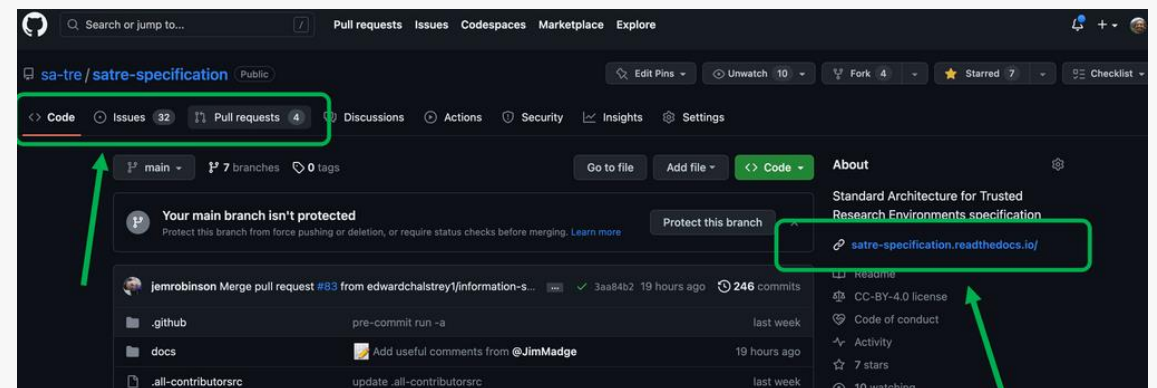 Search or jump to... / Pull requests Issues Codespaces Marketplace Explore
sa-tre / satre-specification Public Edit Pins Unwatch 10 Fork 4 Starred 7 Checklist
Code Issues 32 Pull requests 4 Discussions Actions Security Insights Settings
main 7 branches 0 tags Go to file Add file Code
About
Standard Architecture for Trusted
Research Environments specification
satre-specification.readthedocs.io/
Readme
CC-BY-4.0 license
Code of conduct
Activity
7 stars
10 watching
Your main branch isn't protected
Protect this branch from force pushing or deletion, or require status checks before merging. Learn more
Protect this branch
jemrobinson Merge pull request #83 from edwardchalstrey1/information-s... ... 3aa84b2 19 hours ago 246 commits
.github pre-commit run -a last week
docs 📝 Add useful comments from @JimMadge 19 hours ago
.all-contributorsrc update .all-contributorsrc last week